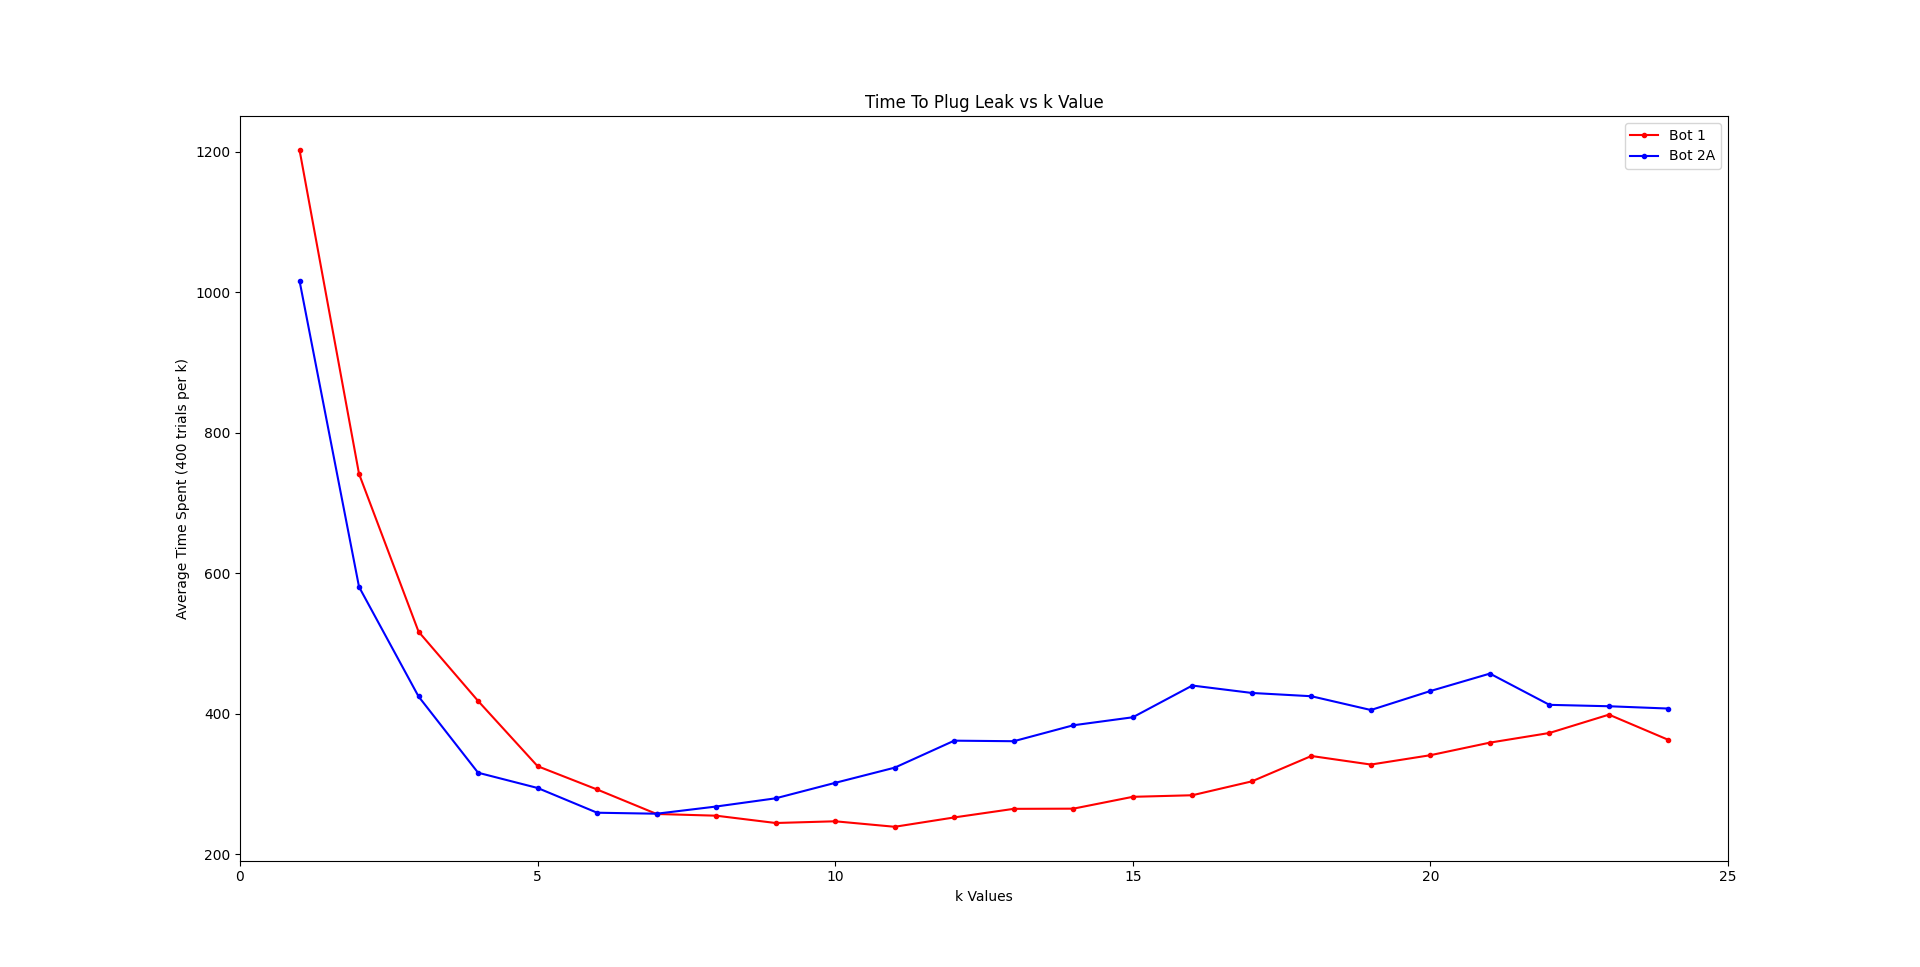 Time To Plug Leak vs k Value
Bot 1
Bot 2A
Average Time Spent (400 trials per k)
1200
1000
800
600
400
200
0 5 10 15 20 25
k Values